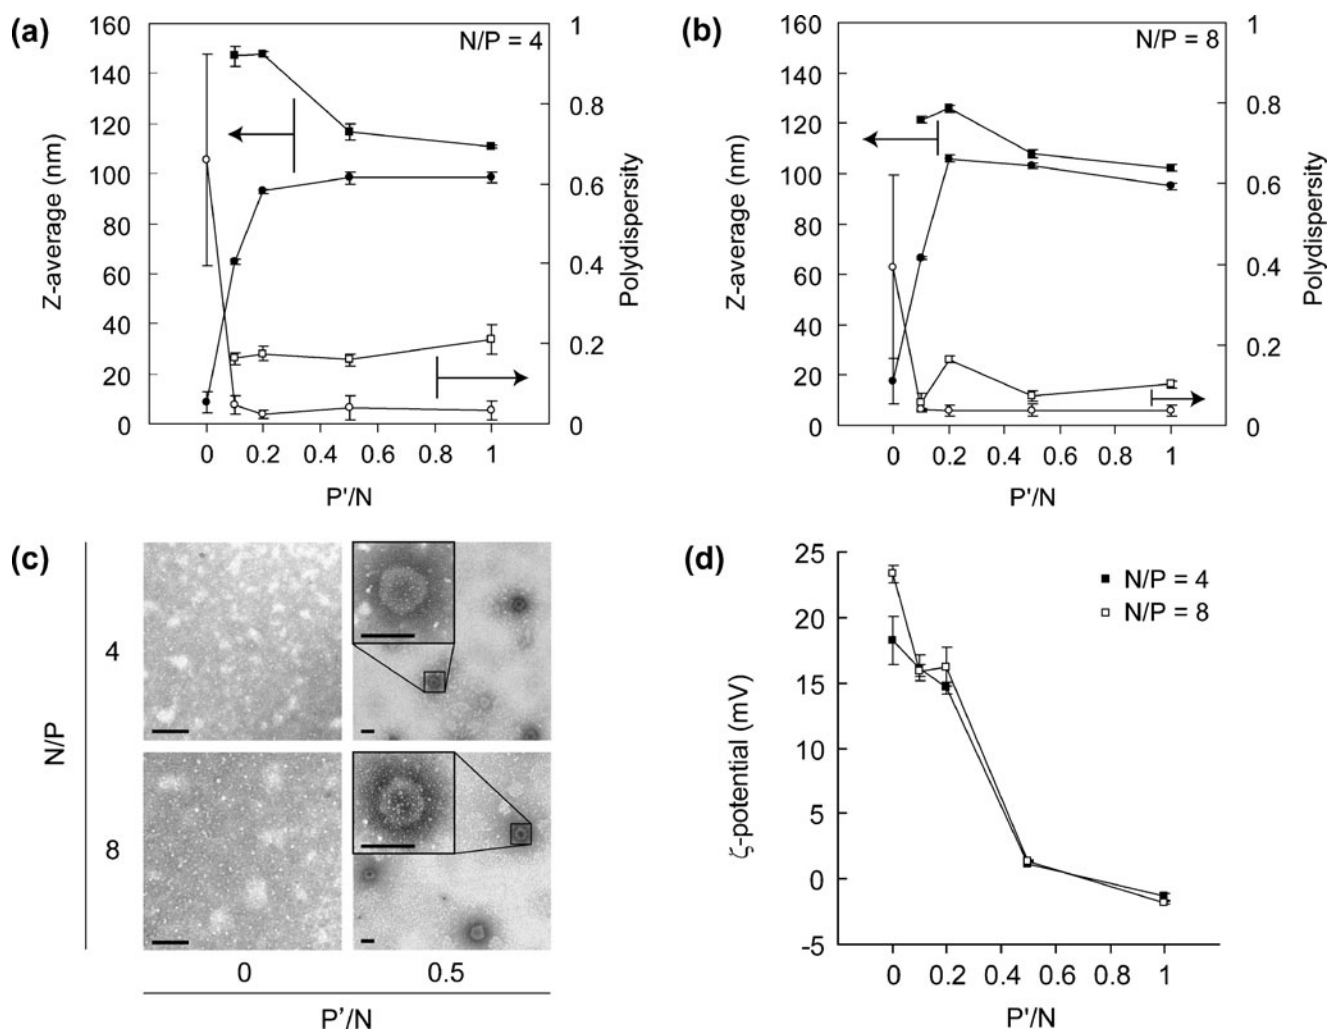 (a)
N/P = 4
160
140
120
100
80
60
40
20
0
Z-average (nm)
1
0.8
0.6
0.4
0.2
0
Polydispersity
0 0.2 0.4 0.6 0.8 1
P'/N
(b)
N/P = 8
160
140
120
100
80
60
40
20
0
Z-average (nm)
1
0.8
0.6
0.4
0.2
0
Polydispersity
0 0.2 0.4 0.6 0.8 1
P'/N
(c)
N/P
4
8
0 0.5
P'/N
(d)
N/P = 4
N/P = 8
25
20
15
10
5
0
-5
ζ-potential (mV)
0 0.2 0.4 0.6 0.8 1
P'/N